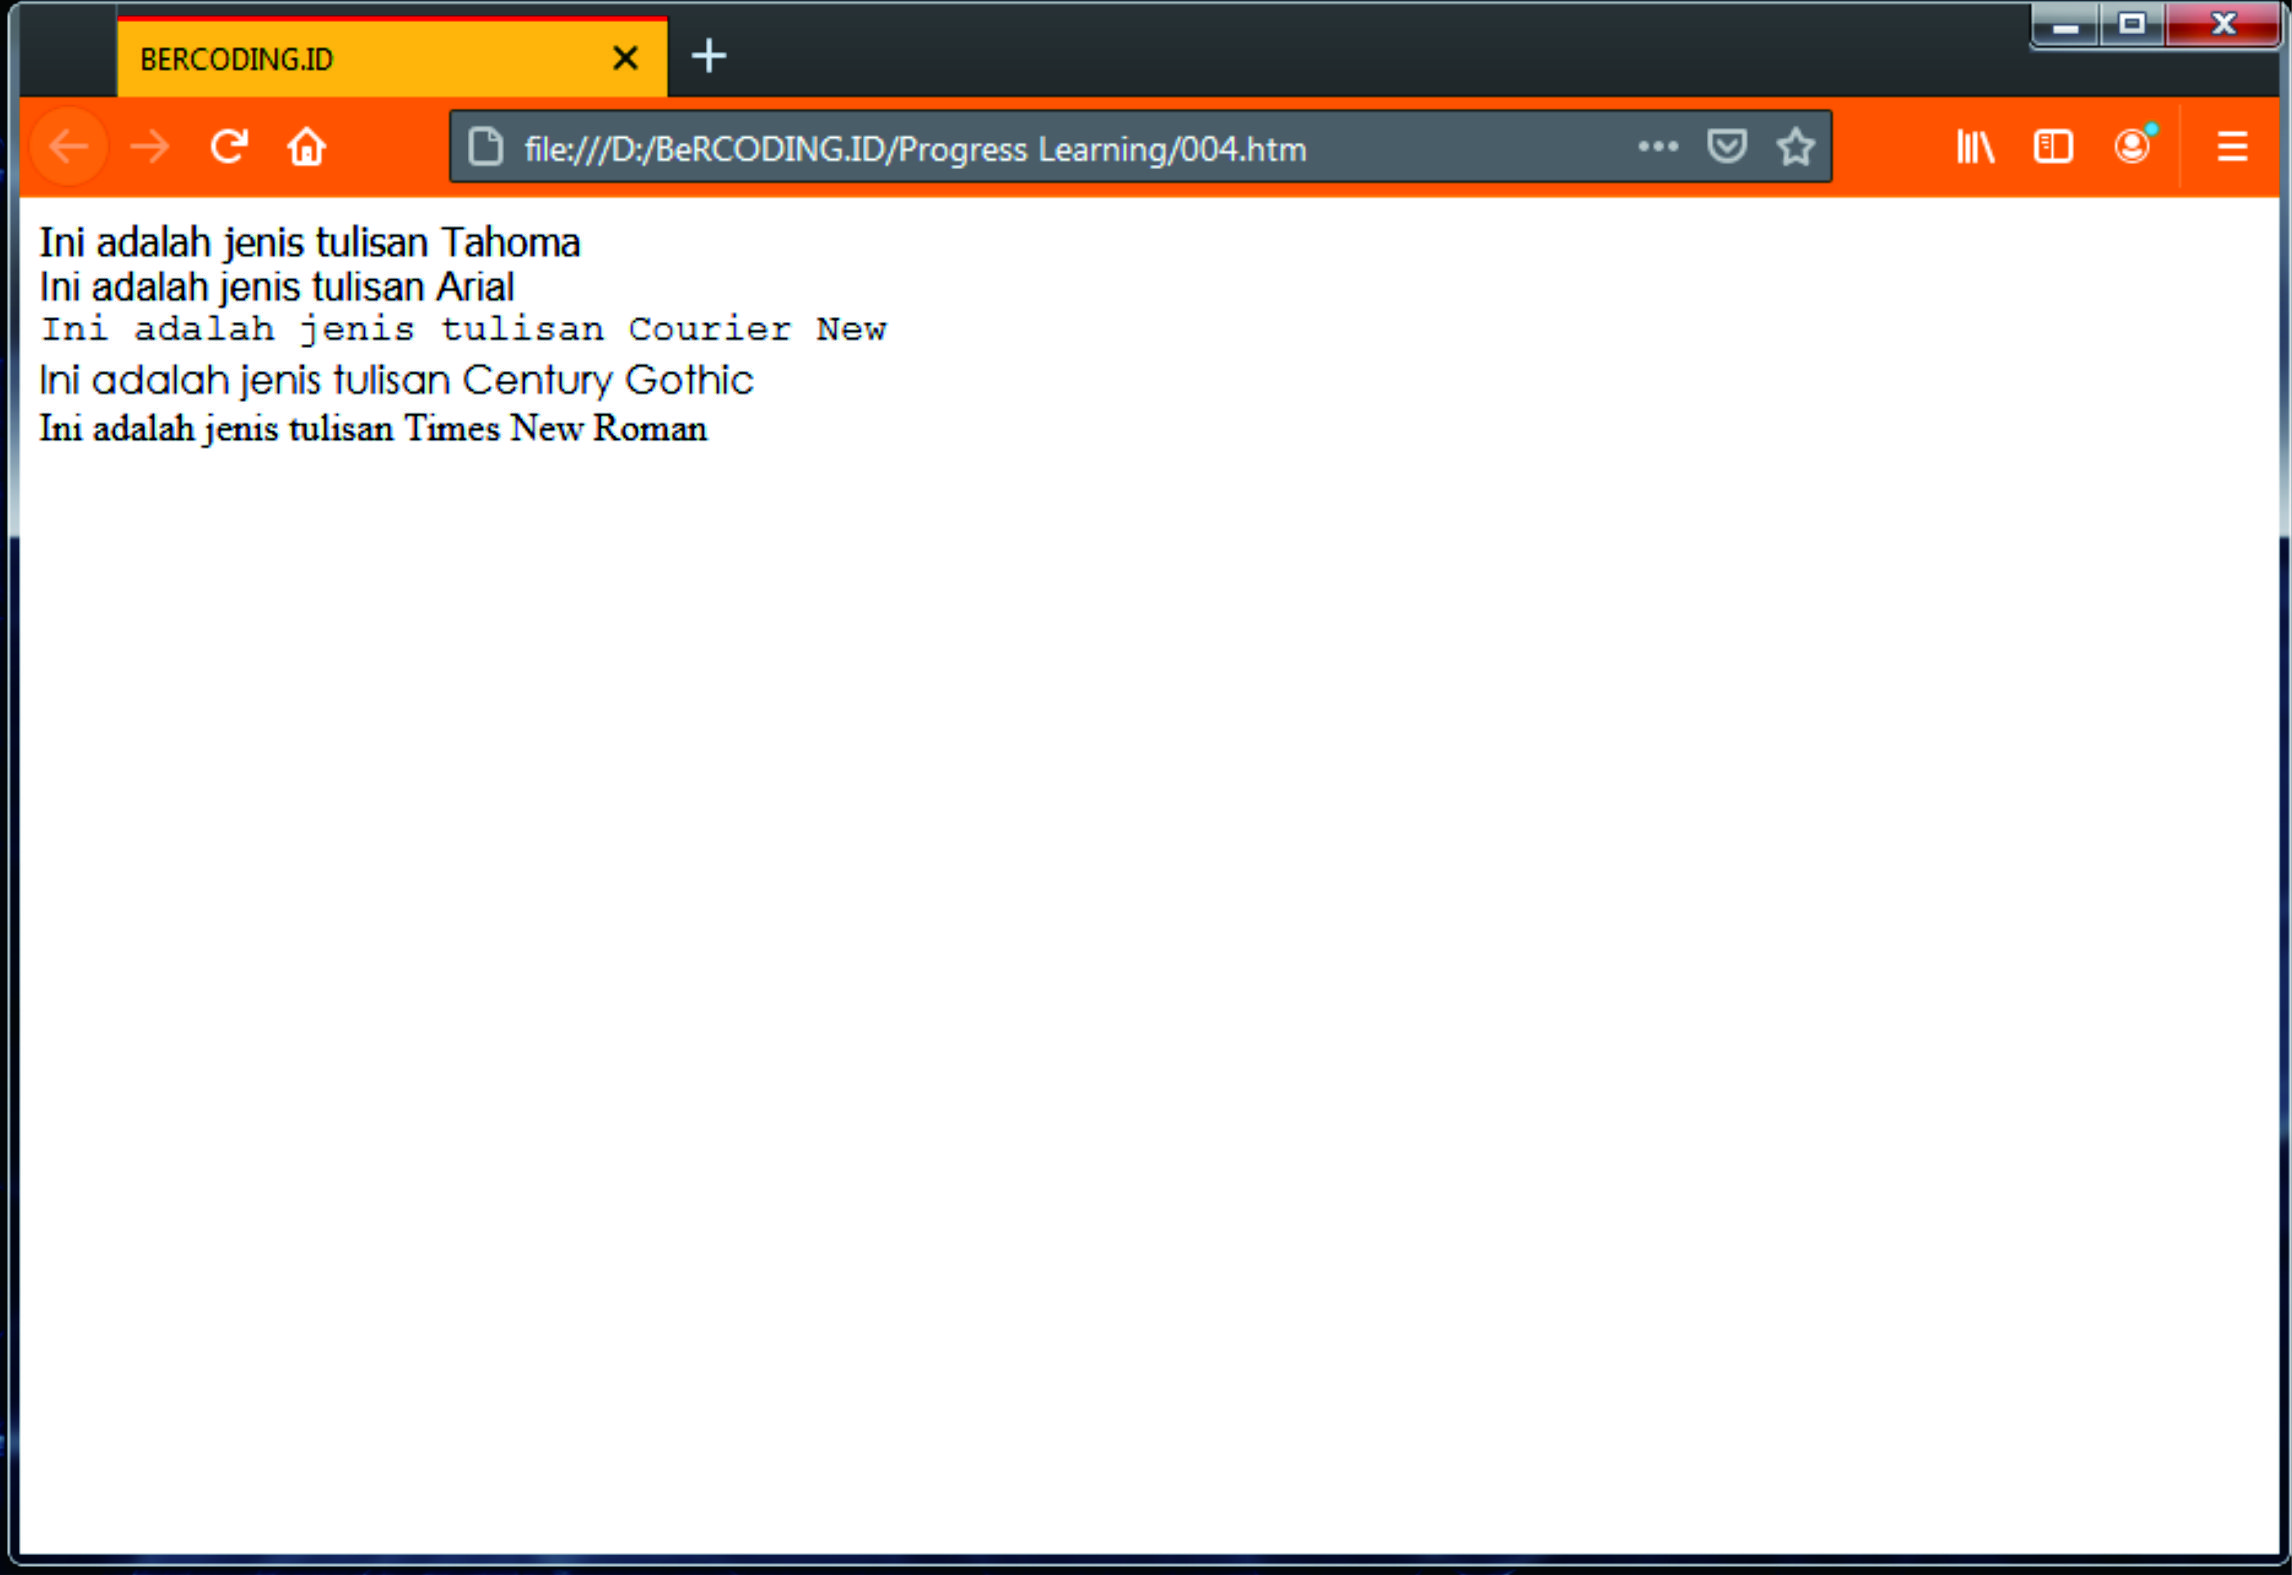 BERCODING.ID
file:///D:/BeRCODING.ID/Progress Learning/004.htm
Ini adalah jenis tulisan Tahoma
Ini adalah jenis tulisan Arial
Ini adalah jenis tulisan Courier New
Ini adalah jenis tulisan Century Gothic
Ini adalah jenis tulisan Times New Roman